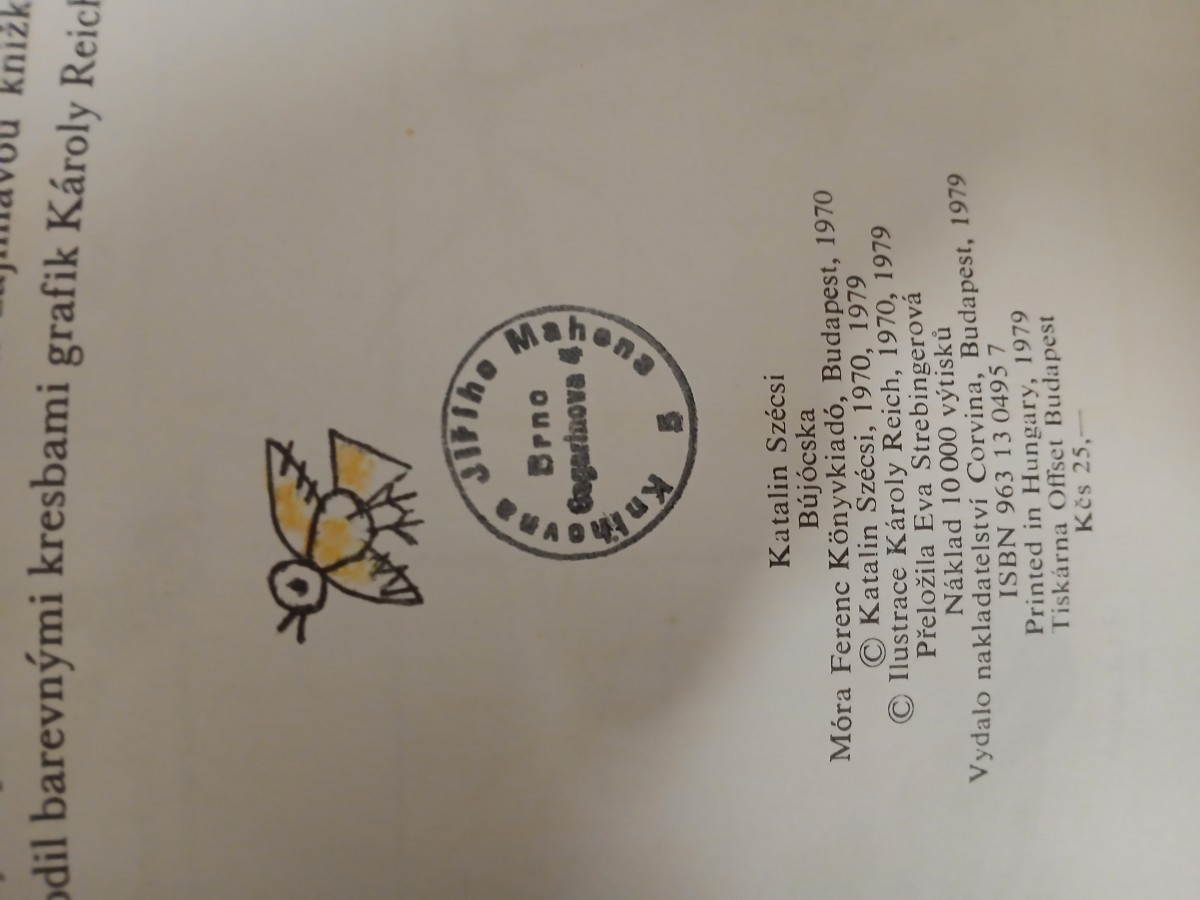 zajímavou knížk
odil barevnými kresbami grafik Károly Reich
Knihovna Jiřího Mahena
Brno
Gagarinova 4
5
Katalin Szécsi
Bújócska
Móra Ferenc Könyvkiadó, Budapest, 1970
© Katalin Szécsi, 1970, 1979
© Ilustrace Károly Reich, 1970, 1979
Přeložila Eva Strebingerová
Náklad 10 000 výtisků
Vydalo nakladatelství Corvina, Budapest, 1979
ISBN 963 13 0495 7
Printed in Hungary, 1979
Tiskárna Offset Budapest
Kčs 25,—